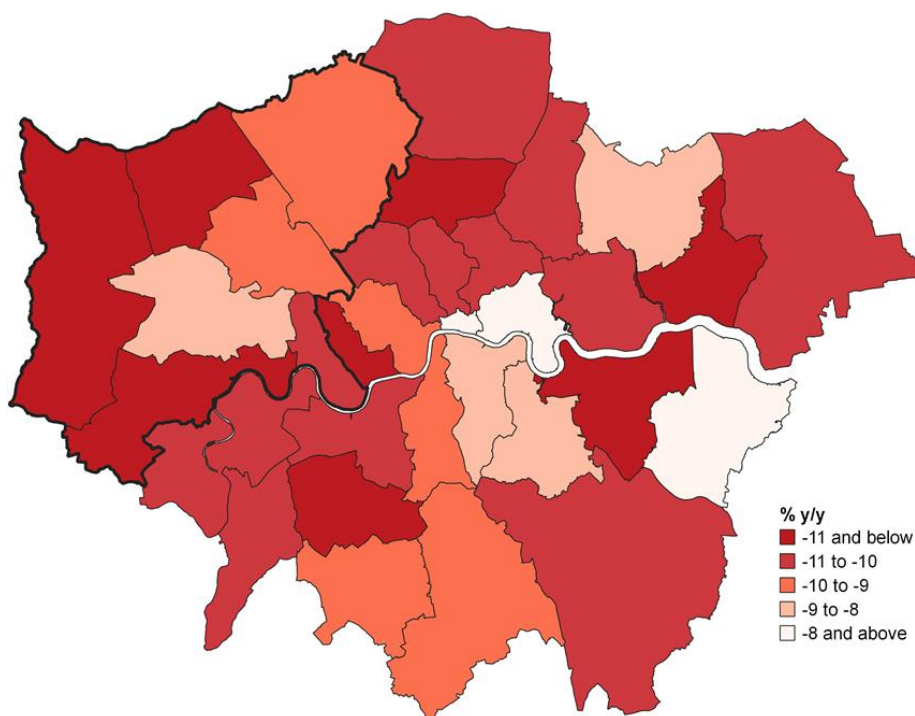 % y/y
-11 and below
-11 to -10
-10 to -9
-9 to -8
-8 and above